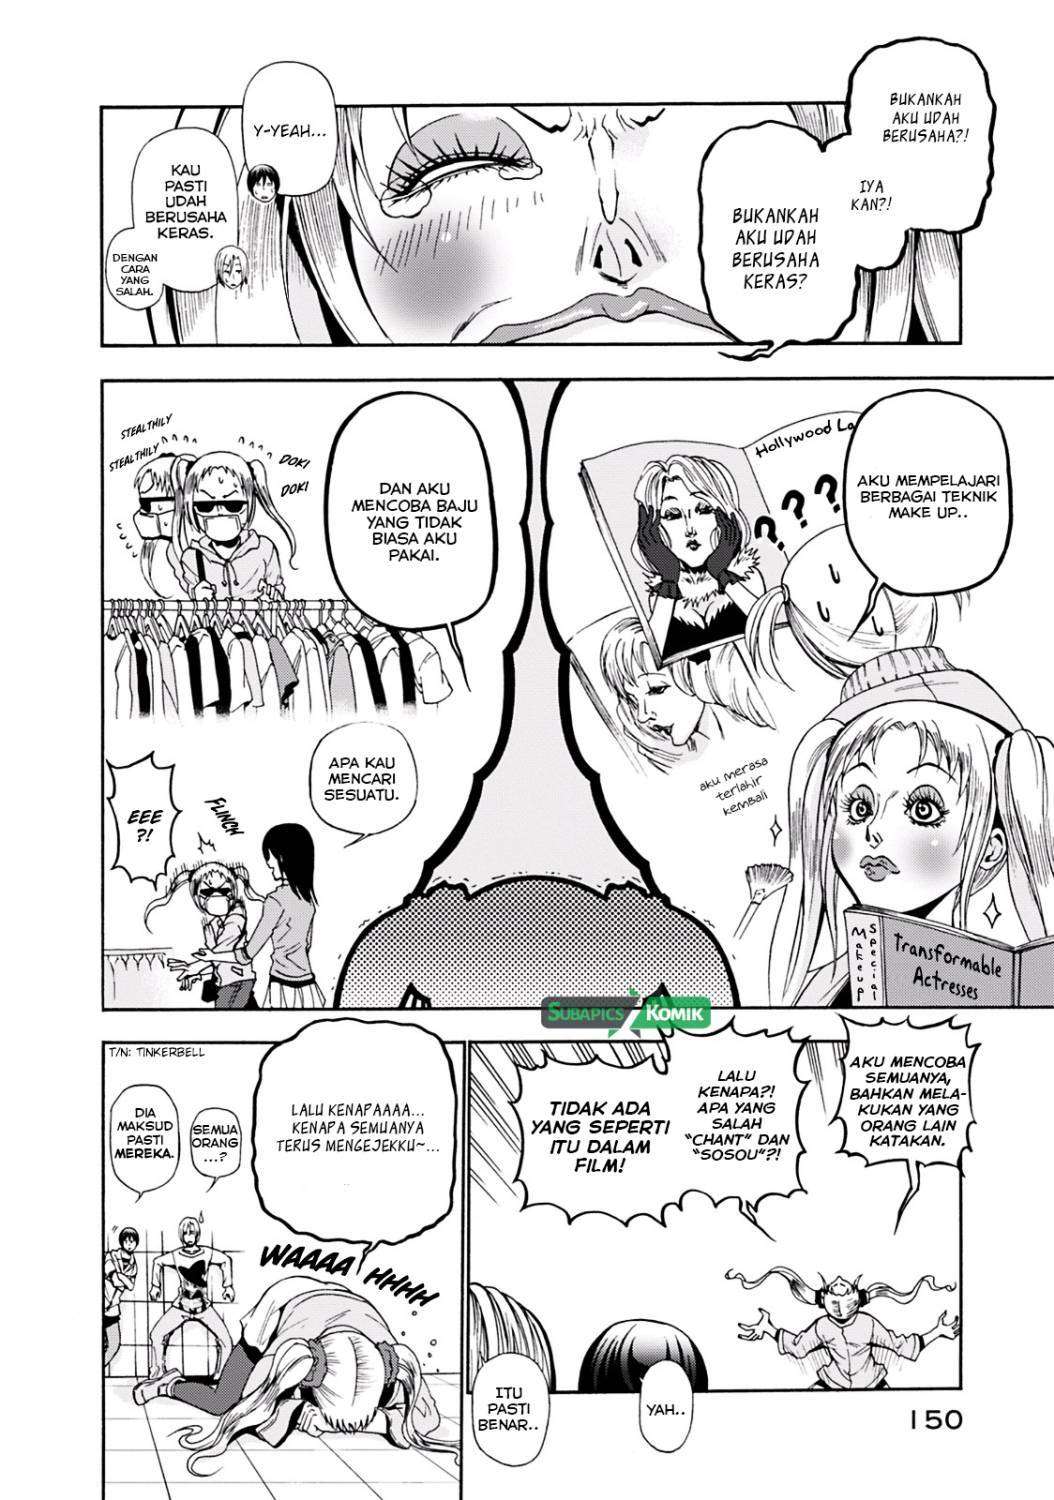 BUKANKAH
AKU UDAH
BERUSAHA?!
IYA
KAN?!
BUKANKAH
AKU UDAH
BERUSAHA
KERAS?
Y-YEAH...
KAU
PASTI
UDAH
BERUSAHA
KERAS.
DENGAN
CARA
YANG
SALAH.
Hollywood La
AKU MEMPELAJARI
BERBAGAI TEKNIK
MAKE UP..
???
aku merasa
terlahir
kembali
Special
Makeup
Transformable
Actresses
DAN AKU
MENCOBA BAJU
YANG TIDAK
BIASA AKU
PAKAI.
STEALTHILY
STEALTHILY
DOKI
DOKI
APA KAU
MENCARI
SESUATU.
FLINCH
EEE
?!
SUBAPICS KOMIK
AKU MENCOBA
SEMUANYA,
BAHKAN MELA-
KUKAN YANG
ORANG LAIN
KATAKAN.
LALU
KENAPA?!
APA YANG
SALAH
"CHANT" DAN
"SOSOU"?!
TIDAK ADA
YANG SEPERTI
ITU DALAM
FILM!
YAH..
ITU
PASTI
BENAR..
T/N: TINKERBELL
LALU KENAPAAAA...
KENAPA SEMUANYA
TERUS MENGEJEKKU~...
SEMUA
ORANG
...?
DIA
MAKSUD
PASTI
MEREKA.
WAAAA
HHHH
150